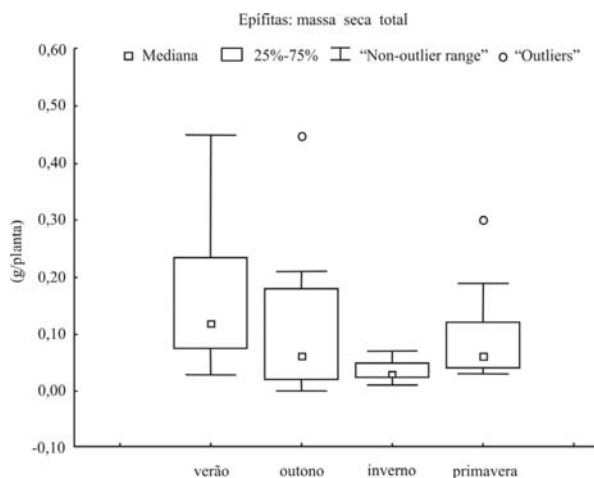 Epífitas: massa seca total
0,60
Mediana 25%-75% “Non-outlier range” “Outliers”
0,50
0,40
0,30
(g/planta)
0,20
0,10
0,00
-0,10
verão outono inverno primavera